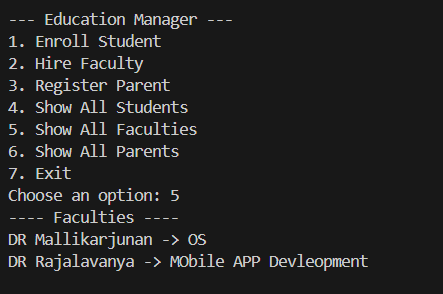 --- Education Manager ---
1. Enroll Student
2. Hire Faculty
3. Register Parent
4. Show All Students
5. Show All Faculties
6. Show All Parents
7. Exit
Choose an option: 5
---- Faculties ----
DR Mallikarjunan -> OS
DR Rajalavanya -> MObile APP Devleopment